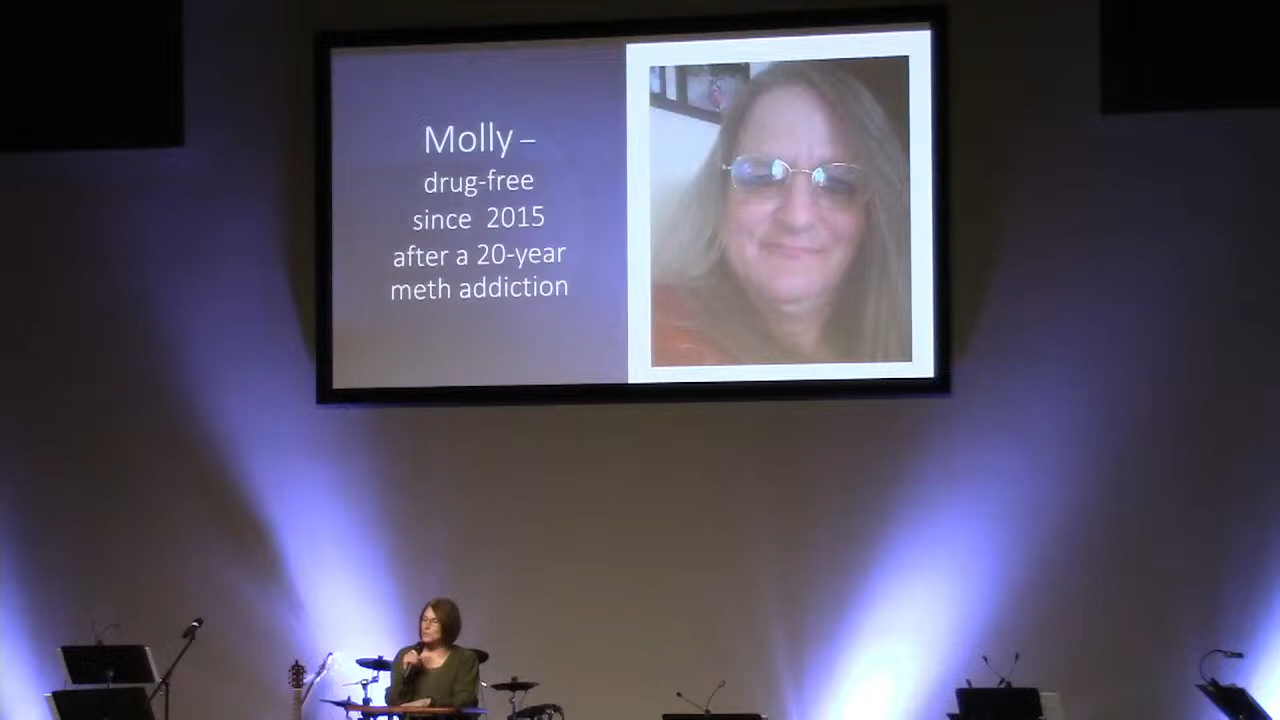 Molly –
drug-free
since 2015
after a 20-year
meth addiction